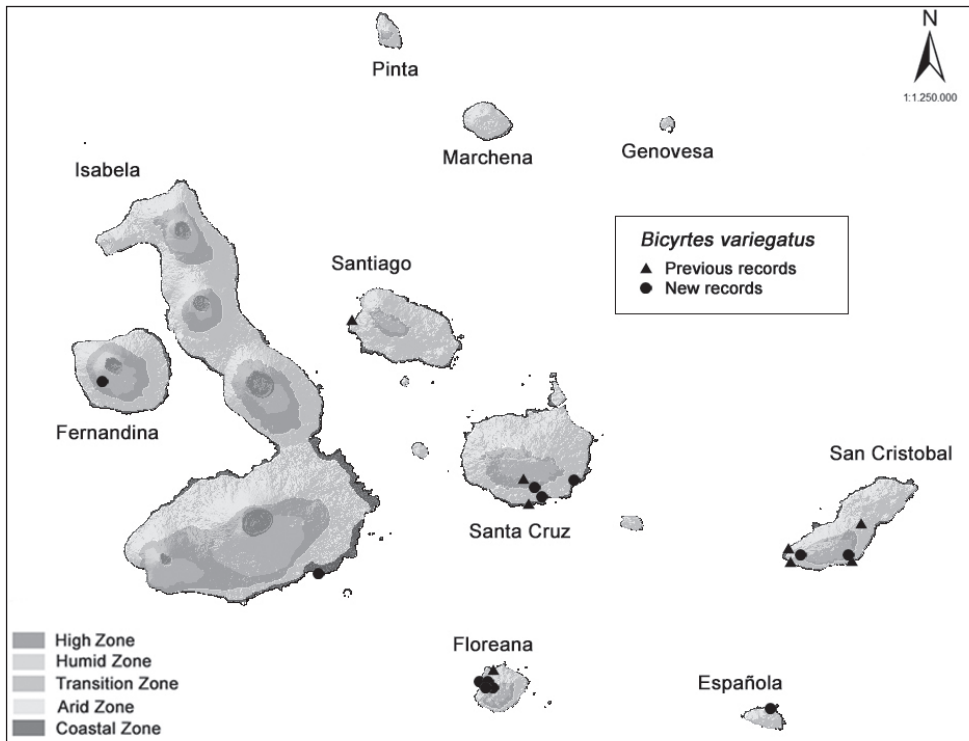 N
1:1.250.000
Pinta
Marchena
Genovesa
Isabela
Santiago
Bicyrtes variegatus
Previous records
New records
Fernandina
San Cristobal
Santa Cruz
Floreana
Española
High Zone
Humid Zone
Transition Zone
Arid Zone
Coastal Zone